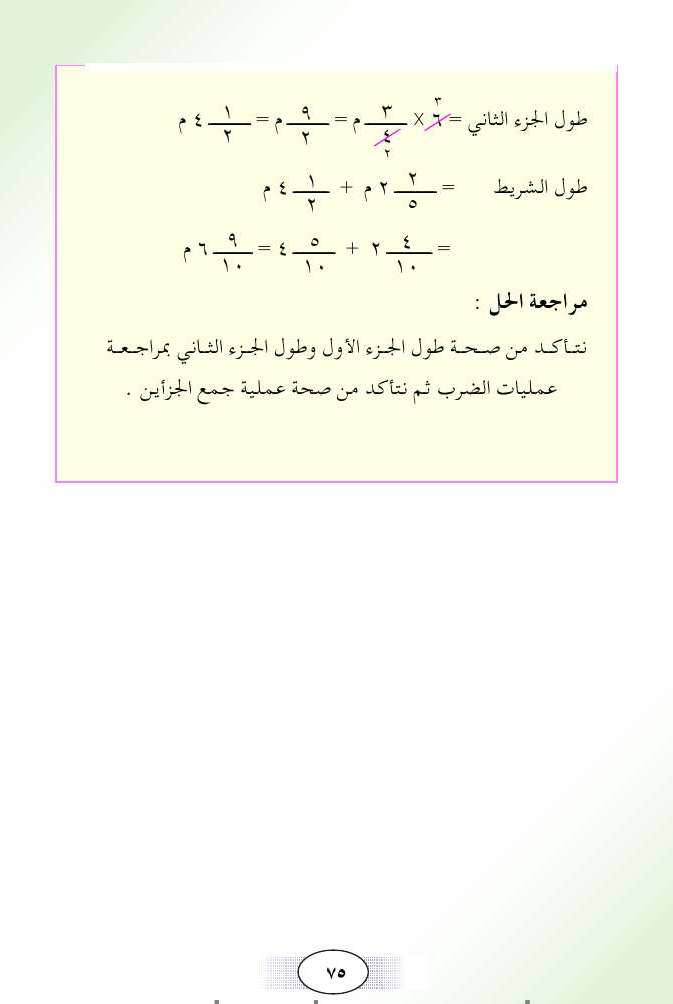 طول الجزء الثاني = ٦ ٣ × ٣/٤ ٢ م = ٩/٢ م = ٤ ١/٢ م
طول الشريط = ٢ ٢/٥ م + ٤ ١/٢ م
= ٢ ٤/١٠ + ٤ ٥/١٠ = ٦ ٩/١٠ م
مراجعة الحل :
نتأكد من صحة طول الجزء الأول وطول الجزء الثاني بمراجعة
عمليات الضرب ثم نتأكد من صحة عملية جمع الجزأين .
٧٥